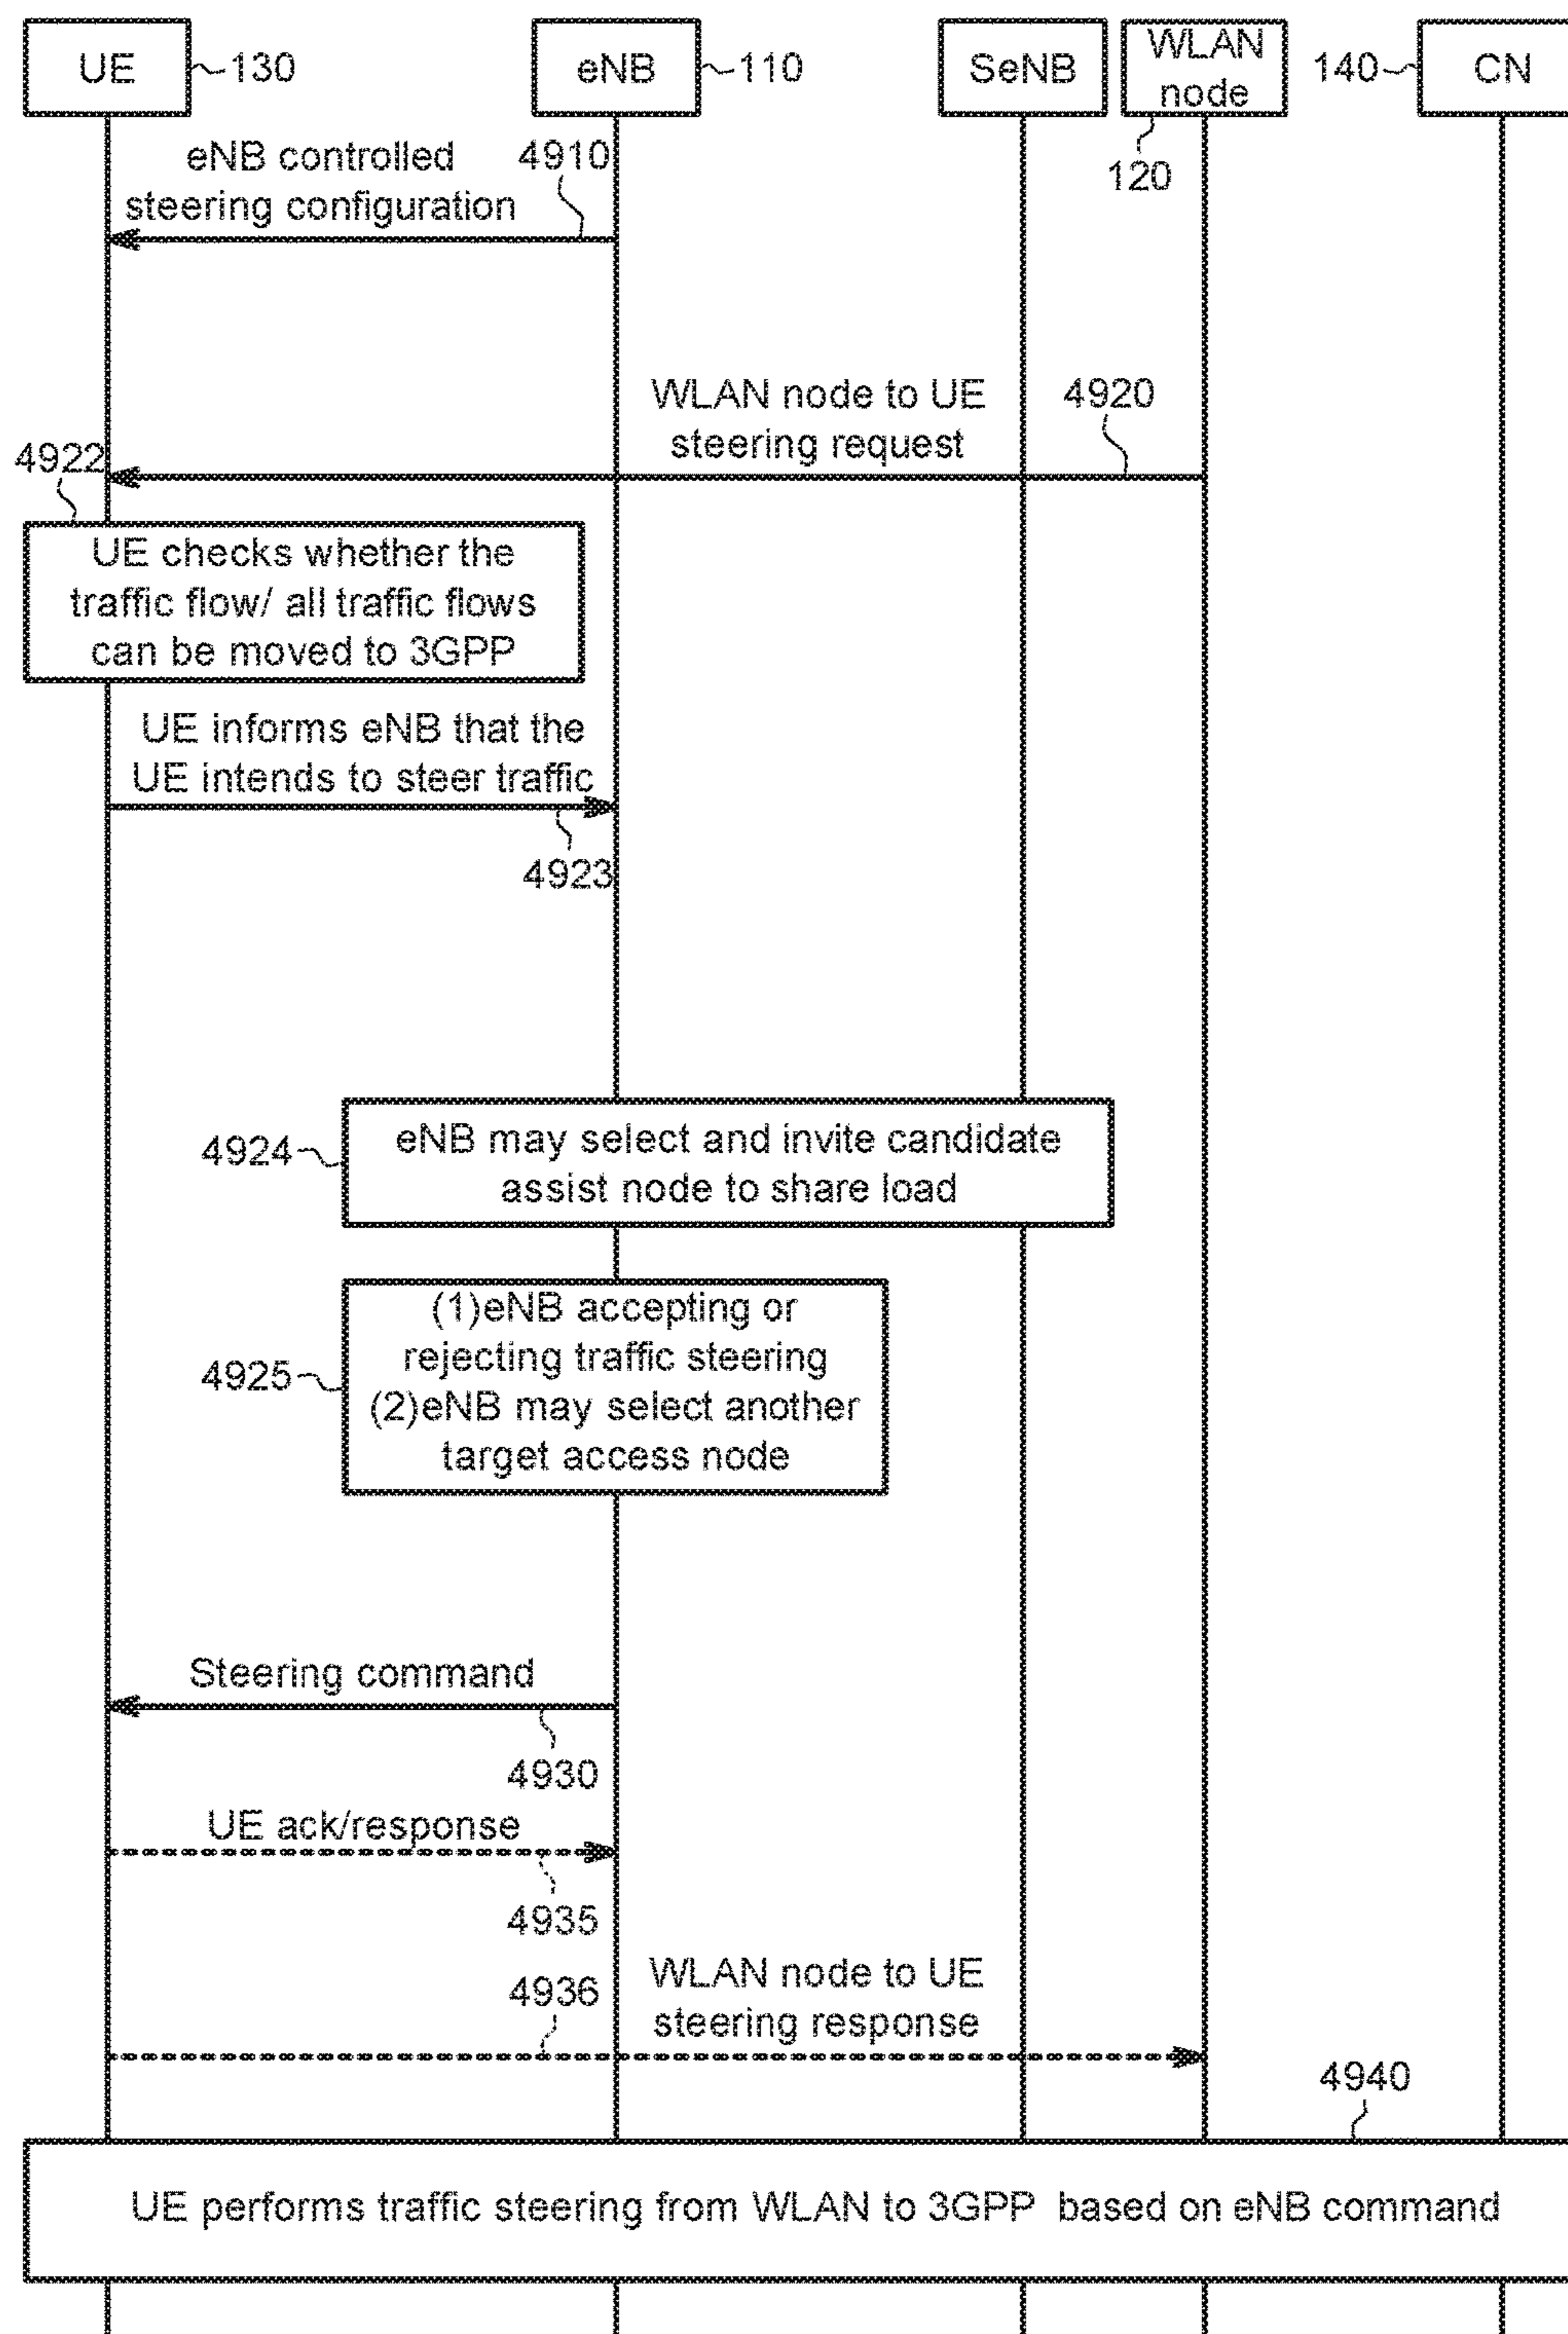 UE
130
eNB
110
SeNB
WLAN
node
120
140
CN
eNB controlled
steering configuration
4910
WLAN node to UE
steering request
4920
4922
UE checks whether the
traffic flow/ all traffic flows
can be moved to 3GPP
UE informs eNB that the
UE intends to steer traffic
4923
4924
eNB may select and invite candidate
assist node to share load
4925
(1)eNB accepting or
rejecting traffic steering
(2)eNB may select another
target access node
Steering command
4930
UE ack/response
4935
4936
WLAN node to UE
steering response
4940
UE performs traffic steering from WLAN to 3GPP based on eNB command